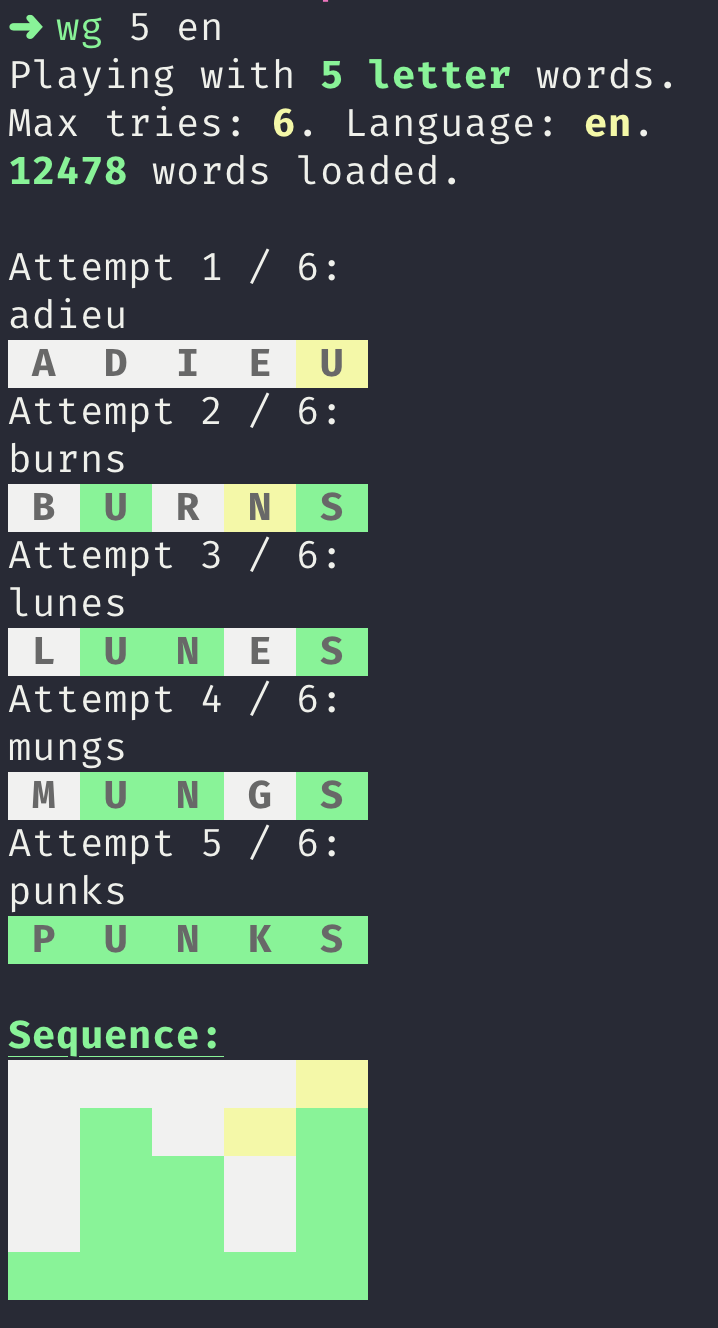 ➜ wg 5 en
Playing with 5 letter words.
Max tries: 6. Language: en.
12478 words loaded.
Attempt 1 / 6:
adieu
A D I E U
Attempt 2 / 6:
burns
B U R N S
Attempt 3 / 6:
lunes
L U N E S
Attempt 4 / 6:
mungs
M U N G S
Attempt 5 / 6:
punks
P U N K S
Sequence: